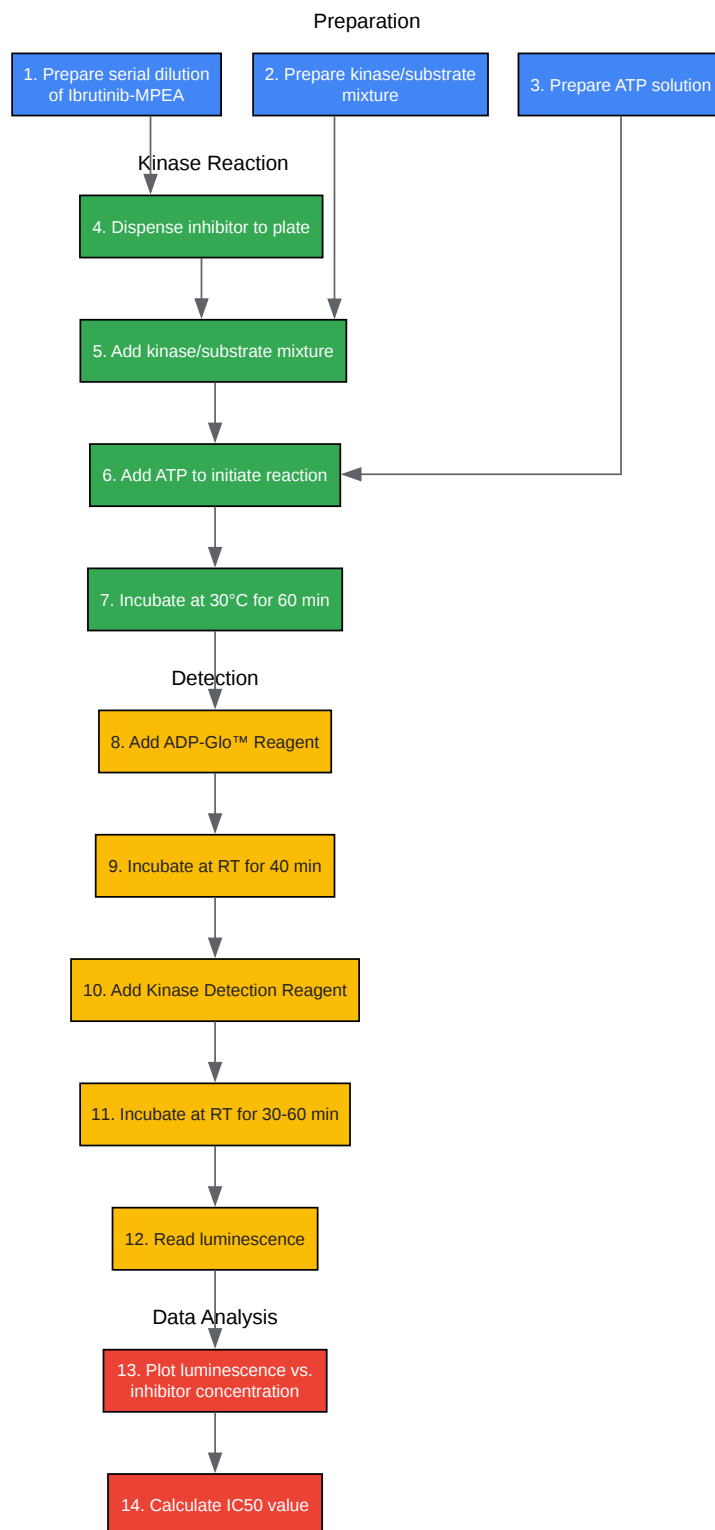 Preparation
1. Prepare serial dilution
of Ibrutinib-MPEA
2. Prepare kinase/substrate
mixture
3. Prepare ATP solution
Kinase Reaction
4. Dispense inhibitor to plate
5. Add kinase/substrate mixture
6. Add ATP to initiate reaction
7. Incubate at 30°C for 60 min
Detection
8. Add ADP-Glo™ Reagent
9. Incubate at RT for 40 min
10. Add Kinase Detection Reagent
11. Incubate at RT for 30-60 min
12. Read luminescence
Data Analysis
13. Plot luminescence vs.
inhibitor concentration
14. Calculate IC50 value